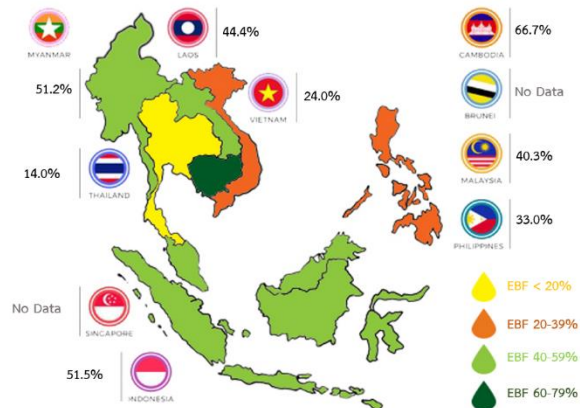 MYANMAR
LAOS
44.4%
CAMBODIA
66.7%
51.2%
VIETNAM
24.0%
BRUNEI
No Data
14.0%
THAILAND
MALAYSIA
40.3%
PHILIPPINES
33.0%
No Data
SINGAPORE
EBF < 20%
EBF 20-39%
EBF 40-59%
51.5%
INDONESIA
EBF 60-79%